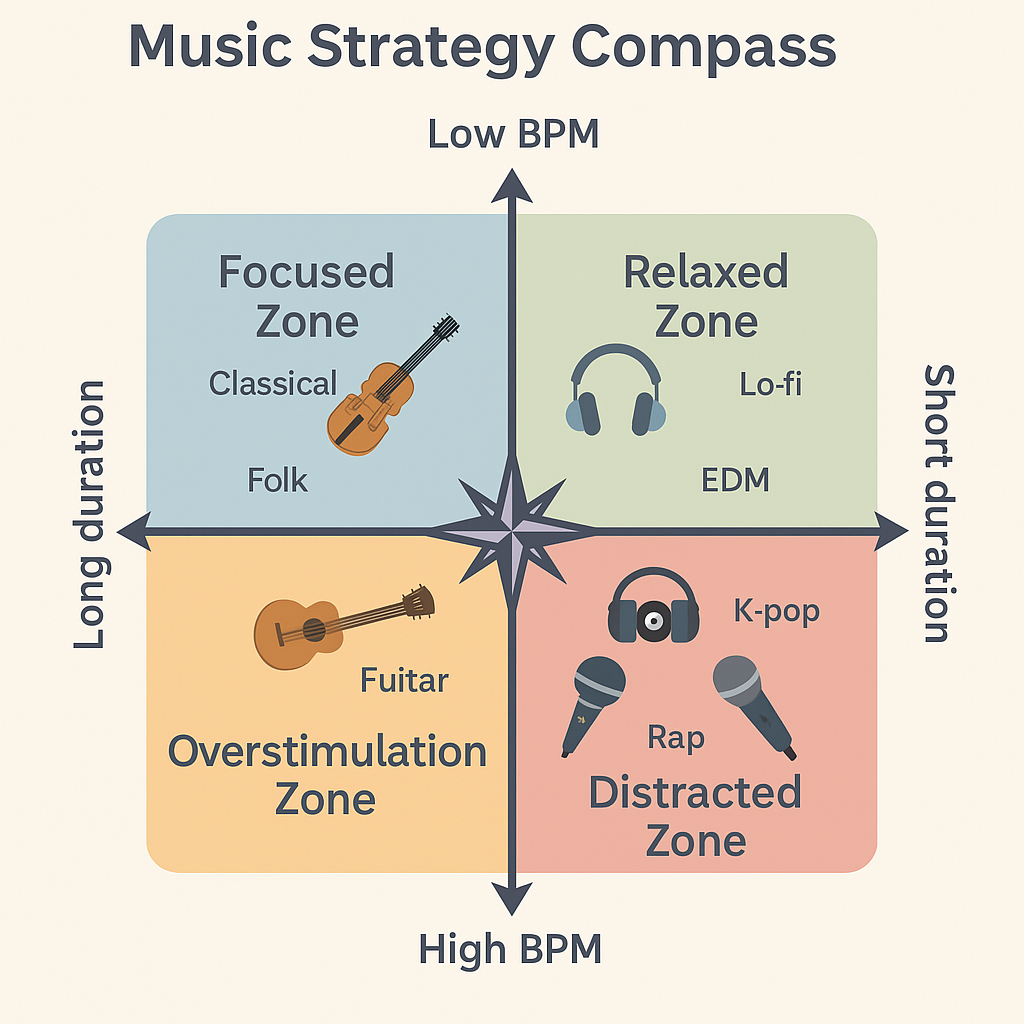 Music Strategy Compass
Low BPM
Focused
Zone
Classical
Folk
Relaxed
Zone
Lo-fi
EDM
Long duration
Short duration
Fuitar
Overstimulation
Zone
K-pop
Rap
Distracted
Zone
High BPM